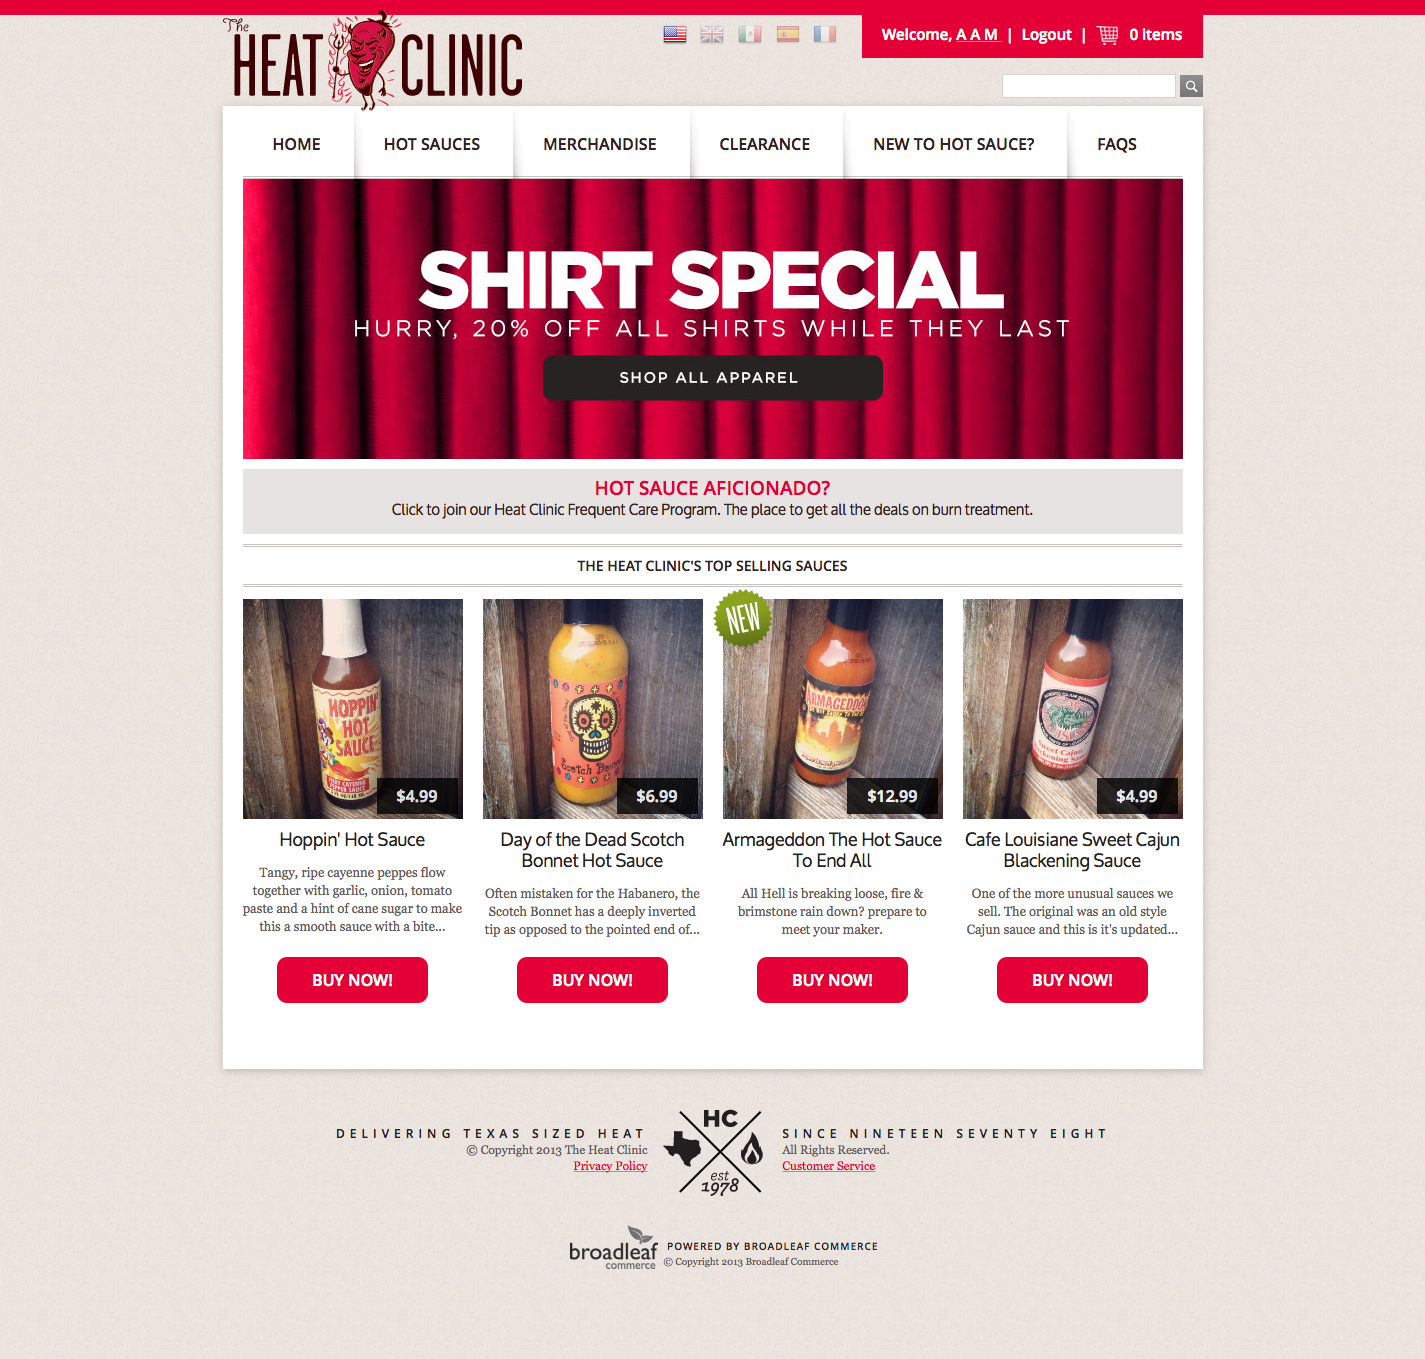 The
HEAT CLINIC
Welcome, A A M | Logout | 0 items
HOME
HOT SAUCES
MERCHANDISE
CLEARANCE
NEW TO HOT SAUCE?
FAQS
SHIRT SPECIAL
HURRY, 20% OFF ALL SHIRTS WHILE THEY LAST
SHOP ALL APPAREL
HOT SAUCE AFICIONADO?
Click to join our Heat Clinic Frequent Care Program. The place to get all the deals on burn treatment.
THE HEAT CLINIC'S TOP SELLING SAUCES
HOPPIN'
HOT
SAUCE
$4.99
Hoppin' Hot Sauce
Tangy, ripe cayenne peppes flow
together with garlic, onion, tomato
paste and a hint of cane sugar to make
this a smooth sauce with a bite...
BUY NOW!
Scotch Bonnet
$6.99
Day of the Dead Scotch
Bonnet Hot Sauce
Often mistaken for the Habanero, the
Scotch Bonnet has a deeply inverted
tip as opposed to the pointed end of...
BUY NOW!
NEW
ARMAGEDDON
$12.99
Armageddon The Hot Sauce
To End All
All Hell is breaking loose, fire &
brimstone rain down? prepare to
meet your maker.
BUY NOW!
Sweet Cajun
Blackening Sauce
$4.99
Cafe Louisiane Sweet Cajun
Blackening Sauce
One of the more unusual sauces we
sell. The original was an old style
Cajun sauce and this is it's updated...
BUY NOW!
DELIVERING TEXAS SIZED HEAT
© Copyright 2013 The Heat Clinic
Privacy Policy
HC
est
1978
SINCE NINETEEN SEVENTY EIGHT
All Rights Reserved.
Customer Service
broadleaf
commerce
POWERED BY BROADLEAF COMMERCE
© Copyright 2013 Broadleaf Commerce